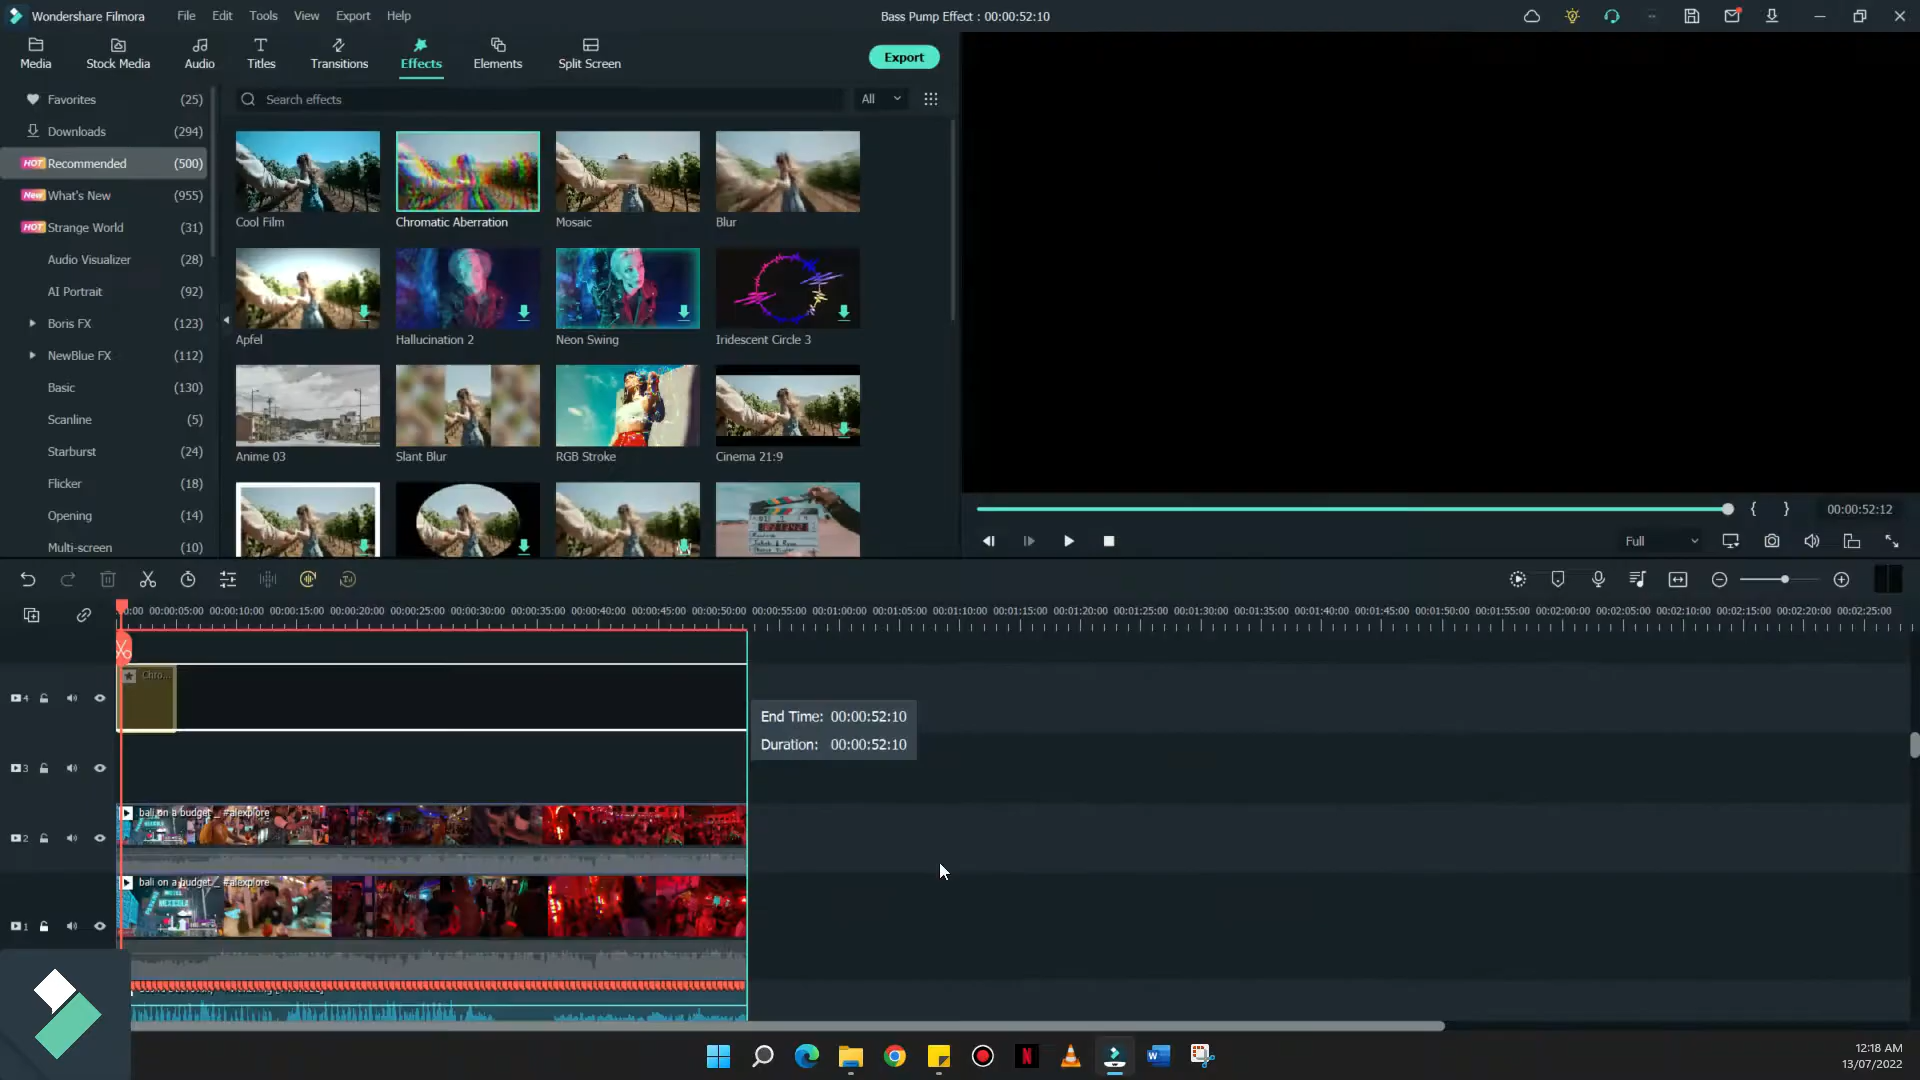 Wondershare Filmora File Edit Tools View Export Help Bass Pump Effect : 00:00:52:10
Media Stock Media Audio Titles Transitions Effects Elements Split Screen Export
Favorites (25) Search effects All
Downloads (294)
HOT Recommended (500)
New What's New (955)
HOT Strange World (31)
Audio Visualizer (28)
AI Portrait (92)
Boris FX (123)
NewBlue FX (112)
Basic (130)
Scanline (5)
Starburst (24)
Flicker (18)
Opening (14)
Multi-screen (10)
Cool Film Chromatic Aberration Mosaic Blur
Apfel Hallucination 2 Neon Swing Iridescent Circle 3
Anime 03 Slant Blur RGB Stroke Cinema 21:9
00:00:52:12
Full
:00 00:00:05:00 00:00:10:00 00:00:15:00 00:00:20:00 00:00:25:00 00:00:30:00 00:00:35:00 00:00:40:00 00:00:45:00 00:00:50:00 00:00:55:00 00:01:00:00 00:01:05:00 00:01:10:00 00:01:15:00 00:01:20:00 00:01:25:00 00:01:30:00 00:01:35:00 00:01:40:00 00:01:45:00 00:01:50:00 00:01:55:00 00:02:00:00 00:02:05:00 00:02:10:00 00:02:15:00 00:02:20:00 00:02:25:00
Chro...
4
End Time: 00:00:52:10
Duration: 00:00:52:10
3
bali on a budget _ #alexplore
2
bali on a budget _ #alexplore
1
12:18 AM
13/07/2022